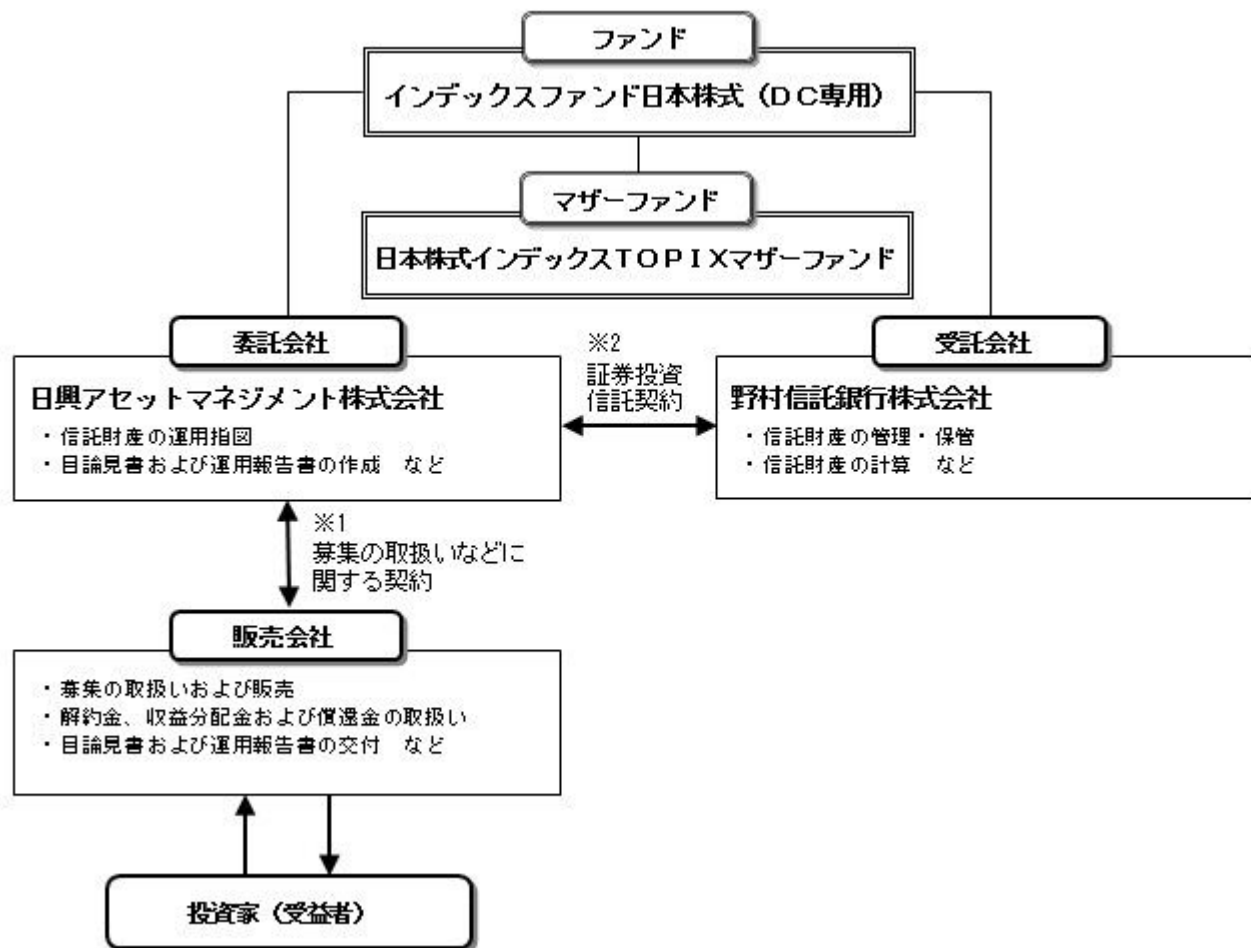 ファンド
インデックスファンド日本株式（ＤＣ専用）
マザーファンド
日本株式インデックスＴＯＰＩＸマザーファンド
委託会社
日興アセットマネジメント株式会社
・信託財産の運用指図
・目論見書および運用報告書の作成　など
※2
証券投資
信託契約
受託会社
野村信託銀行株式会社
・信託財産の管理・保管
・信託財産の計算　など
※1
募集の取扱いなどに
関する契約
販売会社
・募集の取扱いおよび販売
・解約金、収益分配金および償還金の取扱い
・目論見書および運用報告書の交付　など
投資家（受益者）